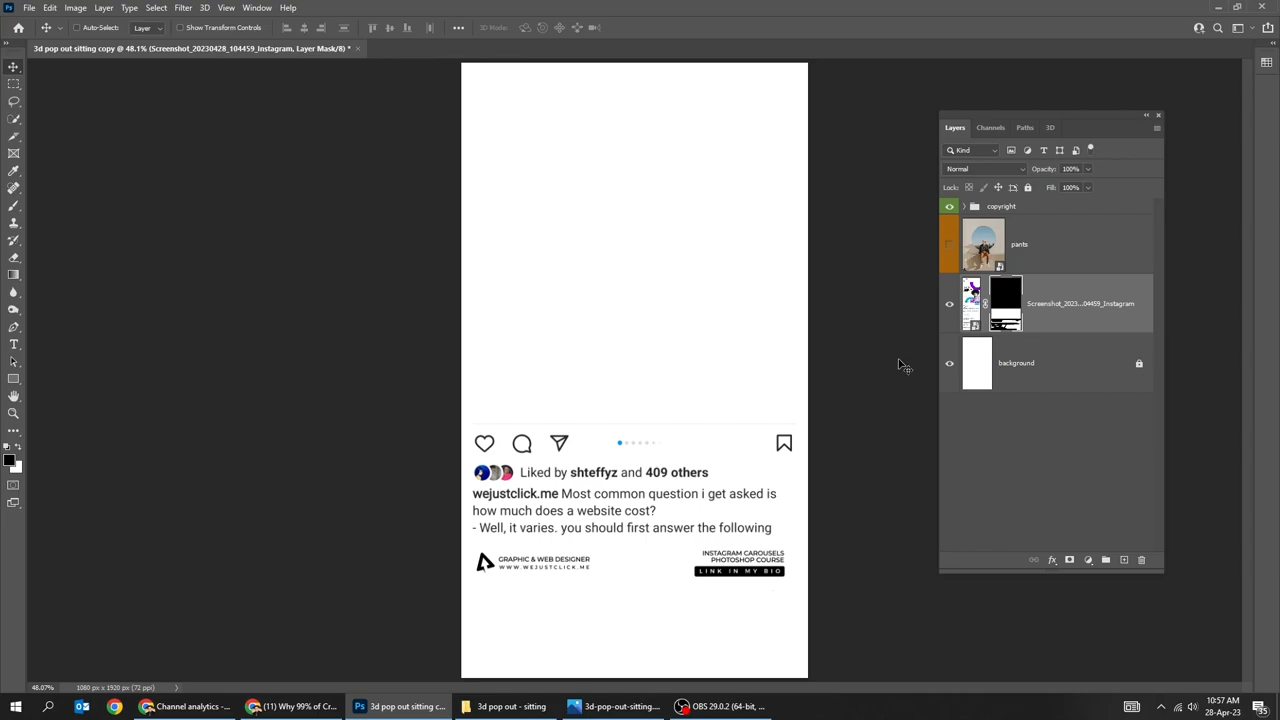 Ps File Edit Image Layer Type Select Filter 3D View Window Help
Auto-Select: Layer Show Transform Controls 3D Mode:
3d pop out sitting copy @ 48.1% (Screenshot_20230428_104459_Instagram, Layer Mask/8) *
Layers Channels Paths 3D
Kind
Normal Opacity: 100%
Lock: Fill: 100%
copyright
pants
Screenshot_2023...04459_Instagram
background
Liked by shteffyz and 409 others
wejustclick.me Most common question i get asked is
how much does a website cost?
- Well, it varies. you should first answer the following
GRAPHIC & WEB DESIGNER
WWW.WEJUSTCLICK.ME
INSTAGRAM CAROUSELS
PHOTOSHOP COURSE
LINK IN MY BIO
fx
48.07% 1080 px x 1920 px (72 ppi)
Channel analytics -... (11) Why 99% of Cr... Ps 3d pop out sitting c... 3d pop out - sitting 3d-pop-out-sitting.... OBS 29.0.2 (64-bit, ...
10:57 AM
28-Apr-23